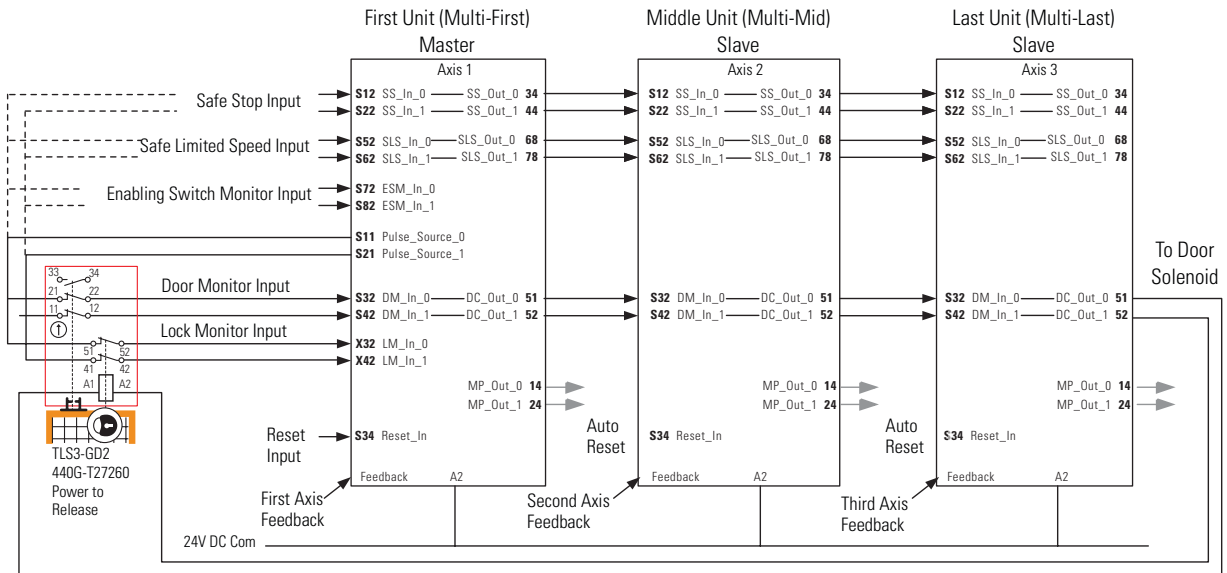 First Unit (Multi-First)
Master
Middle Unit (Multi-Mid)
Slave
Last Unit (Multi-Last)
Slave
Axis 1
Axis 2
Axis 3
Safe Stop Input
S12 SS_In_0 SS_Out_0 34
S22 SS_In_1 SS_Out_1 44
S12 SS_In_0 SS_Out_0 34
S22 SS_In_1 SS_Out_1 44
S12 SS_In_0 SS_Out_0 34
S22 SS_In_1 SS_Out_1 44
Safe Limited Speed Input
S52 SLS_In_0 SLS_Out_0 68
S62 SLS_In_1 SLS_Out_1 78
S52 SLS_In_0 SLS_Out_0 68
S62 SLS_In_1 SLS_Out_1 78
S52 SLS_In_0 SLS_Out_0 68
S62 SLS_In_1 SLS_Out_1 78
Enabling Switch Monitor Input
S72 ESM_In_0
S82 ESM_In_1
S11 Pulse_Source_0
S21 Pulse_Source_1
To Door
Solenoid
33 34
21 22
11 12
Door Monitor Input
S32 DM_In_0 DC_Out_0 51
S42 DM_In_1 DC_Out_1 52
S32 DM_In_0 DC_Out_0 51
S42 DM_In_1 DC_Out_1 52
S32 DM_In_0 DC_Out_0 51
S42 DM_In_1 DC_Out_1 52
Lock Monitor Input
51 52
41 42
A1 A2
X32 LM_In_0
X42 LM_In_1
MP_Out_0 14
MP_Out_1 24
MP_Out_0 14
MP_Out_1 24
MP_Out_0 14
MP_Out_1 24
Reset
Input
S34 Reset_In
Auto
Reset
S34 Reset_In
Auto
Reset
S34 Reset_In
TLS3-GD2
440G-T27260
Power to
Release
Feedback A2
Feedback A2
Feedback A2
First Axis
Feedback
Second Axis
Feedback
Third Axis
Feedback
24V DC Com